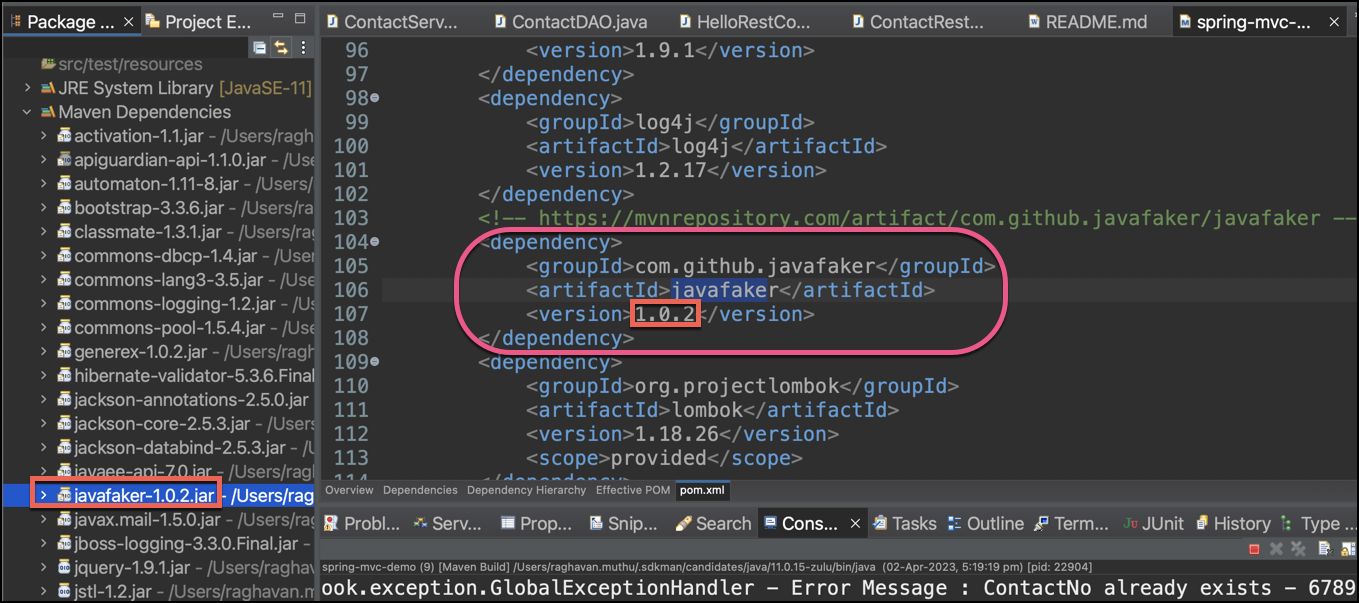 Package ... Project E...
src/test/resources
JRE System Library [JavaSE-11]
Maven Dependencies
activation-1.1.jar - /Users/ragh
apiguardian-api-1.1.0.jar - /Use
automaton-1.11-8.jar - /Users/
bootstrap-3.3.6.jar - /Users/ra
classmate-1.3.1.jar - /Users/ra
commons-dbcp-1.4.jar - /Users
commons-lang3-3.5.jar - /Users
commons-logging-1.2.jar - /User
commons-pool-1.5.4.jar - /Users
generex-1.0.2.jar - /Users/ragh
hibernate-validator-5.3.6.Final
jackson-annotations-2.5.0.jar
jackson-core-2.5.3.jar - /Users
jackson-databind-2.5.3.jar - /U
javaee-api-7.0.jar - /Users/ragh
javafaker-1.0.2.jar - /Users/ragh
javax.mail-1.5.0.jar - /Users/ra
jboss-logging-3.3.0.Final.jar -
jquery-1.9.1.jar - /Users/raghav
jstl-1.2.jar - /Users/raghavan.m
ContactServ... ContactDAO.java HelloRestCo... ContactRest... README.md spring-mvc-...
96 <version>1.9.1</version>
97 </dependency>
98 <dependency>
99 <groupId>log4j</groupId>
100 <artifactId>log4j</artifactId>
101 <version>1.2.17</version>
102 </dependency>
103 <!-- https://mvnrepository.com/artifact/com.github.javafaker/javafaker --
104 <dependency>
105 <groupId>com.github.javafaker</groupId>
106 <artifactId>javafaker</artifactId>
107 <version>1.0.2</version>
108 </dependency>
109 <dependency>
110 <groupId>org.projectlombok</groupId>
111 <artifactId>lombok</artifactId>
112 <version>1.18.26</version>
113 <scope>provided</scope>
114 </dependency>
Overview Dependencies Dependency Hierarchy Effective POM pom.xml
Probl... Serv... Prop... Snip... Search Cons... Tasks Outline Term... JUnit History Type ...
spring-mvc-demo (9) [Maven Build] /Users/raghavan.muthu/.sdkman/candidates/java/11.0.15-zulu/bin/java (02-Apr-2023, 5:19:19 pm) [pid: 22904]
ook.exception.GlobalExceptionHandler - Error Message : ContactNo already exists - 6789